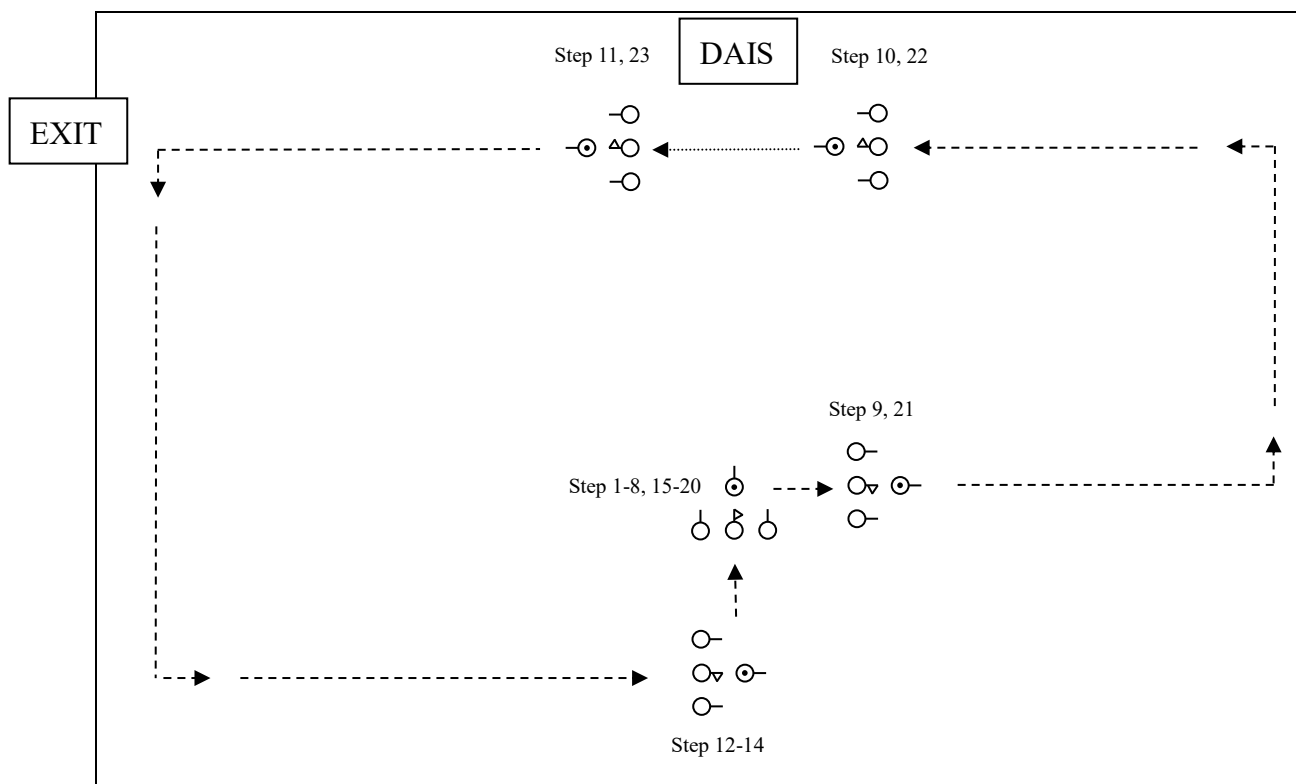 Step 11, 23
DAIS
Step 10, 22
EXIT
Step 9, 21
Step 1-8, 15-20
Step 12-14